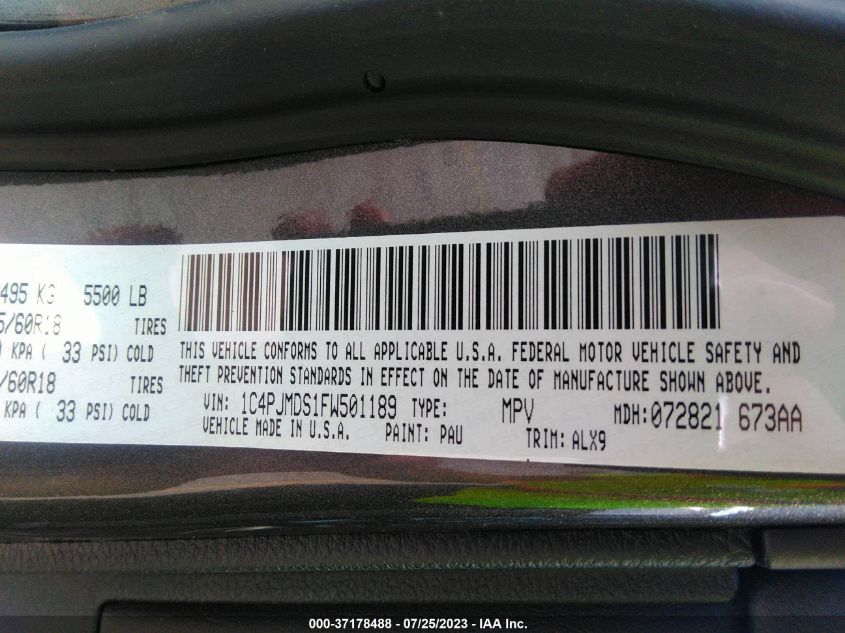 495 KG 5500 LB
5/60R18 TIRES
KPA ( 33 PSI) COLD
/60R18 TIRES
KPA ( 33 PSI) COLD
THIS VEHICLE CONFORMS TO ALL APPLICABLE U.S.A. FEDERAL MOTOR VEHICLE SAFETY AND
THEFT PREVENTION STANDARDS IN EFFECT ON THE DATE OF MANUFACTURE SHOWN ABOVE.
VIN: 1C4PJMDS1FW501189 TYPE: MPV MDH:072821 673AA
VEHICLE MADE IN U.S.A. PAINT: PAU TRIM: ALX9
000-37178488 - 07/25/2023 - IAA Inc.